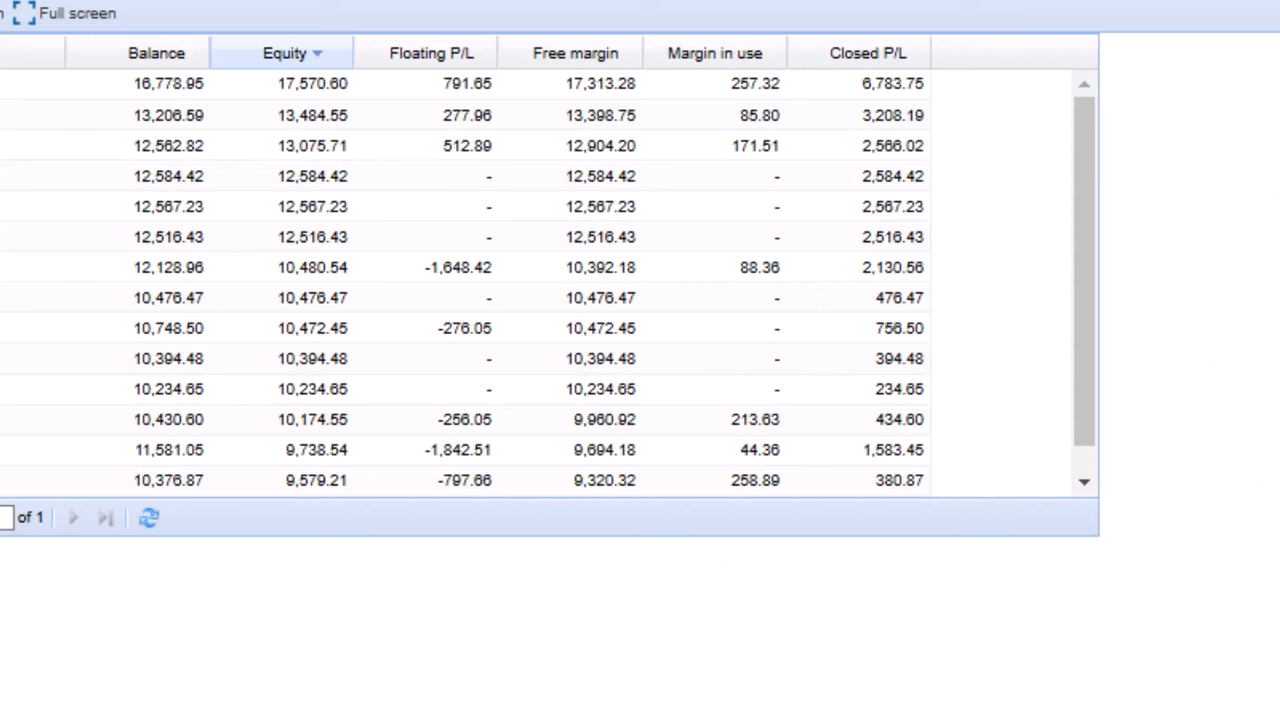 n Full screen
Balance Equity Floating P/L Free margin Margin in use Closed P/L
16,778.95 17,570.60 791.65 17,313.28 257.32 6,783.75
13,206.59 13,484.55 277.96 13,398.75 85.80 3,208.19
12,562.82 13,075.71 512.89 12,904.20 171.51 2,566.02
12,584.42 12,584.42 - 12,584.42 - 2,584.42
12,567.23 12,567.23 - 12,567.23 - 2,567.23
12,516.43 12,516.43 - 12,516.43 - 2,516.43
12,128.96 10,480.54 -1,648.42 10,392.18 88.36 2,130.56
10,476.47 10,476.47 - 10,476.47 - 476.47
10,748.50 10,472.45 -276.05 10,472.45 - 756.50
10,394.48 10,394.48 - 10,394.48 - 394.48
10,234.65 10,234.65 - 10,234.65 - 234.65
10,430.60 10,174.55 -256.05 9,960.92 213.63 434.60
11,581.05 9,738.54 -1,842.51 9,694.18 44.36 1,583.45
10,376.87 9,579.21 -797.66 9,320.32 258.89 380.87
of 1